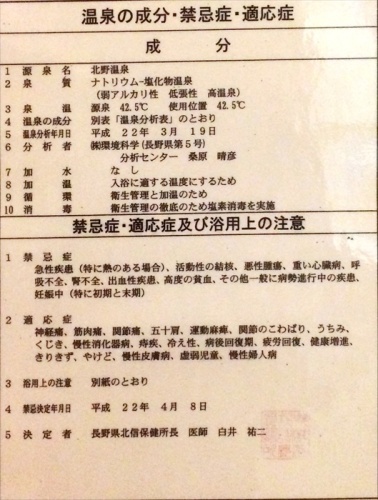 温泉の成分・禁忌症・適応症
成分
1 源泉名 北野温泉
2 泉質 ナトリウム-塩化物温泉
(弱アルカリ性 低張性 高温泉)
3 泉温 源泉 42.5℃ 使用位置 42.5℃
4 温泉の成分 別表「温泉分析表」のとおり
5 温泉分析年月日 平成 22年 3月 19日
6 分析者 ㈱環境科学(長野県第5号)
分析センター 桑原 晴彦
7 加水 なし
8 加温 入浴に適する温度にするため
9 循環 衛生管理と加温のため
10 消毒 衛生管理の徹底のため塩素消毒を実施
禁忌症・適応症及び浴用上の注意
1 禁忌症
急性疾患(特に熱のある場合)、活動性の結核、悪性腫瘍、重い心臓病、呼
吸不全、腎不全、出血性疾患、高度の貧血、その他一般に病勢進行中の疾患、
妊娠中(特に初期と末期)
2 適応症
神経痛、筋肉痛、関節痛、五十肩、運動麻痺、関節のこわばり、うちみ、
くじき、慢性消化器病、痔疾、冷え性、病後回復期、疲労回復、健康増進、
きりきず、やけど、慢性皮膚病、虚弱児童、慢性婦人病
3 浴用上の注意 別紙のとおり
4 禁忌決定年月日 平成 22年 4月 8日
5 決定者 長野県北信保健所長 医師 白井 祐二